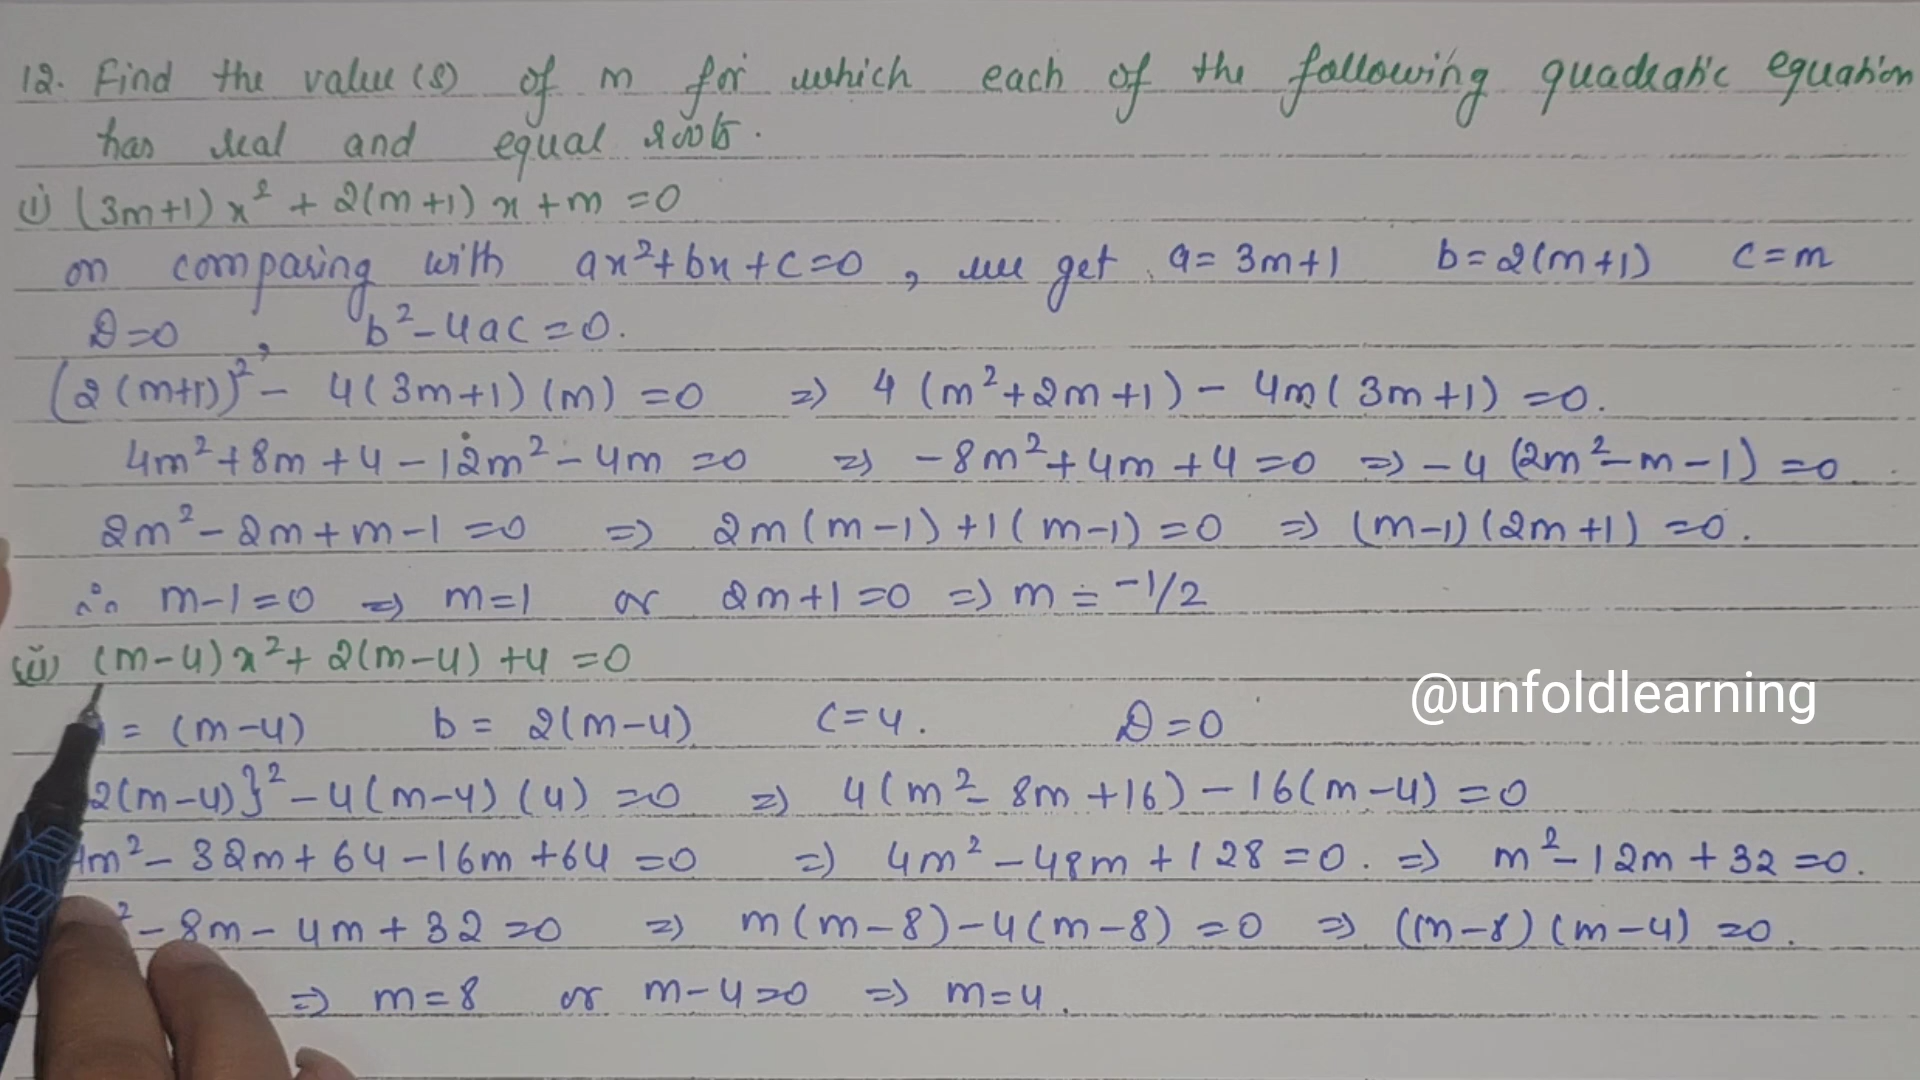 12. Find the value(s) of m for which each of the following quadratic equation
has real and equal roots.
(i) (3m+1)x² + 2(m+1)x + m = 0
on comparing with ax²+bx+c=0, we get a= 3m+1 b=2(m+1) c=m
D=0, b²-4ac=0.
(2(m+1))² - 4(3m+1)(m) =0 => 4(m²+2m+1) - 4m(3m+1) =0.
4m²+8m+4-12m²-4m =0 => -8m²+4m+4=0 => -4(2m²-m-1) =0
2m²-2m+m-1=0 => 2m(m-1)+1(m-1)=0 => (m-1)(2m+1) =0.
∴ m-1=0 => m=1 or 2m+1=0 => m = -1/2
(ii) (m-4)x²+ 2(m-4) +4 =0
= (m-4) b = 2(m-4) c=4. D=0
2(m-4)}² -4(m-4)(4) =0 => 4(m²-8m+16)-16(m-4) =0
4m²-32m+64-16m+64 =0 => 4m²-48m+128=0. => m²-12m+32=0.
²-8m-4m+32=0 => m(m-8)-4(m-8) =0 => (m-8)(m-4) =0.
=> m=8 or m-4=0 => m=4.
@unfoldlearning